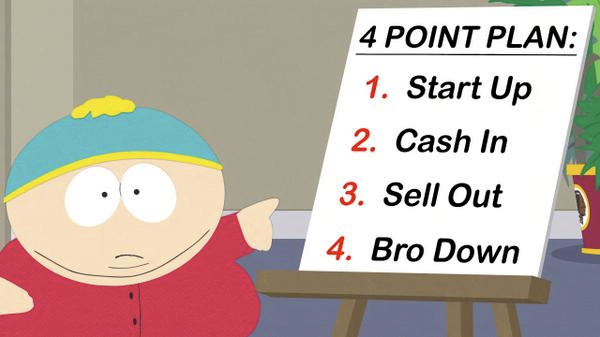 4 POINT PLAN:
1. Start Up
2. Cash In
3. Sell Out
4. Bro Down